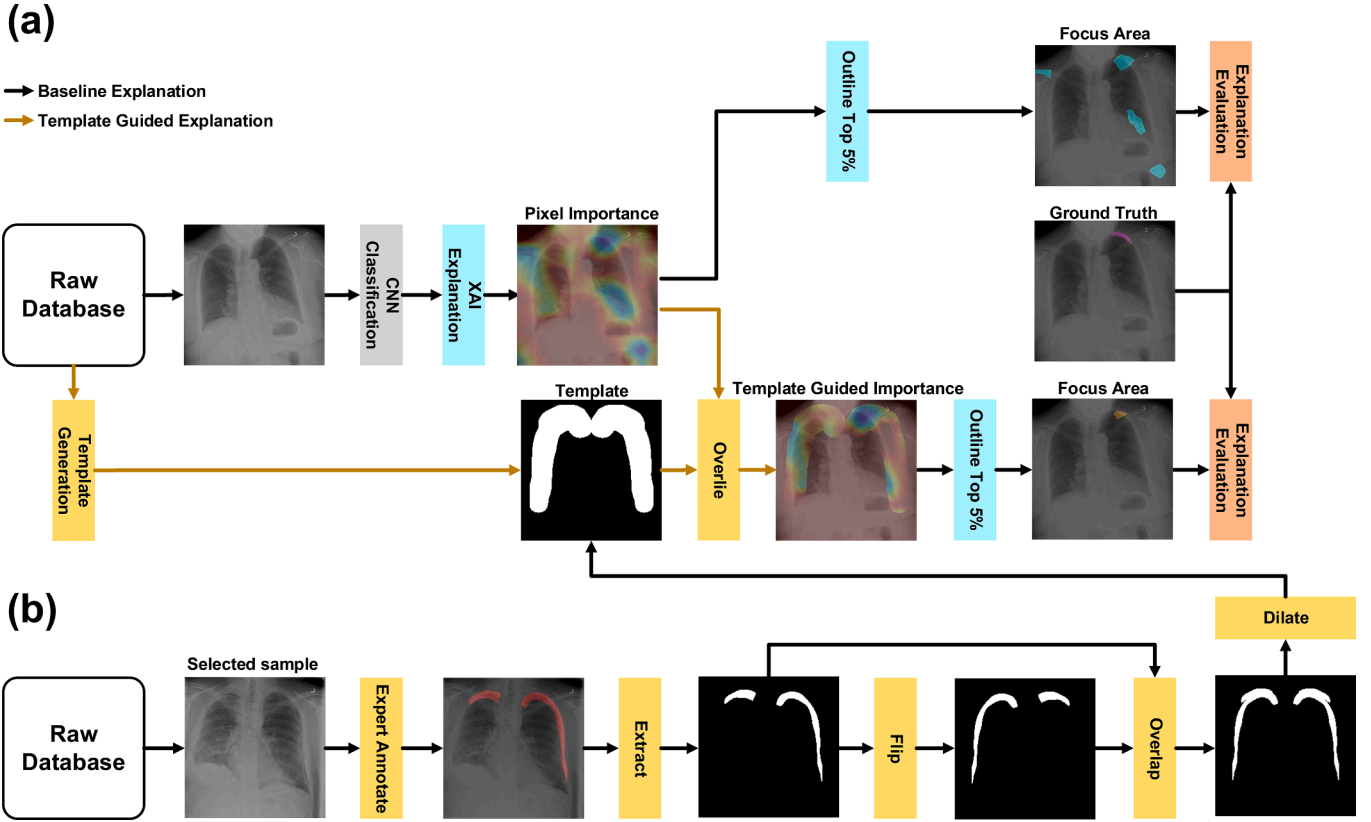 (a)
Baseline Explanation
Template Guided Explanation
Raw
Database
CNN
Classification
XAI
Explanation
Pixel Importance
Outline Top 5%
Focus Area
Explanation
Evaluation
Ground Truth
Template
Generation
Template
Overlie
Template Guided Importance
Outline Top 5%
Focus Area
Explanation
Evaluation
(b)
Raw
Database
Selected sample
Expert Annotate
Extract
Flip
Overlap
Dilate